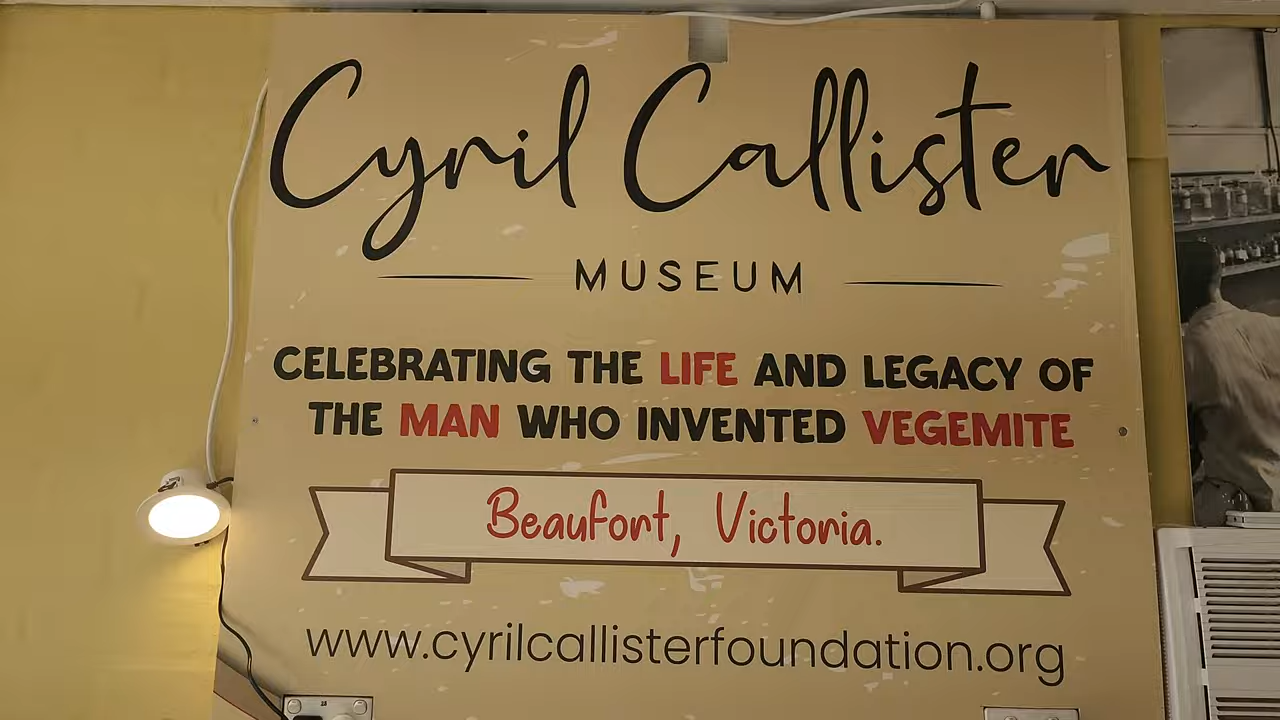 Cyril Callister
MUSEUM
CELEBRATING THE LIFE AND LEGACY OF
THE MAN WHO INVENTED VEGEMITE
Beaufort, Victoria.
www.cyrilcallisterfoundation.org